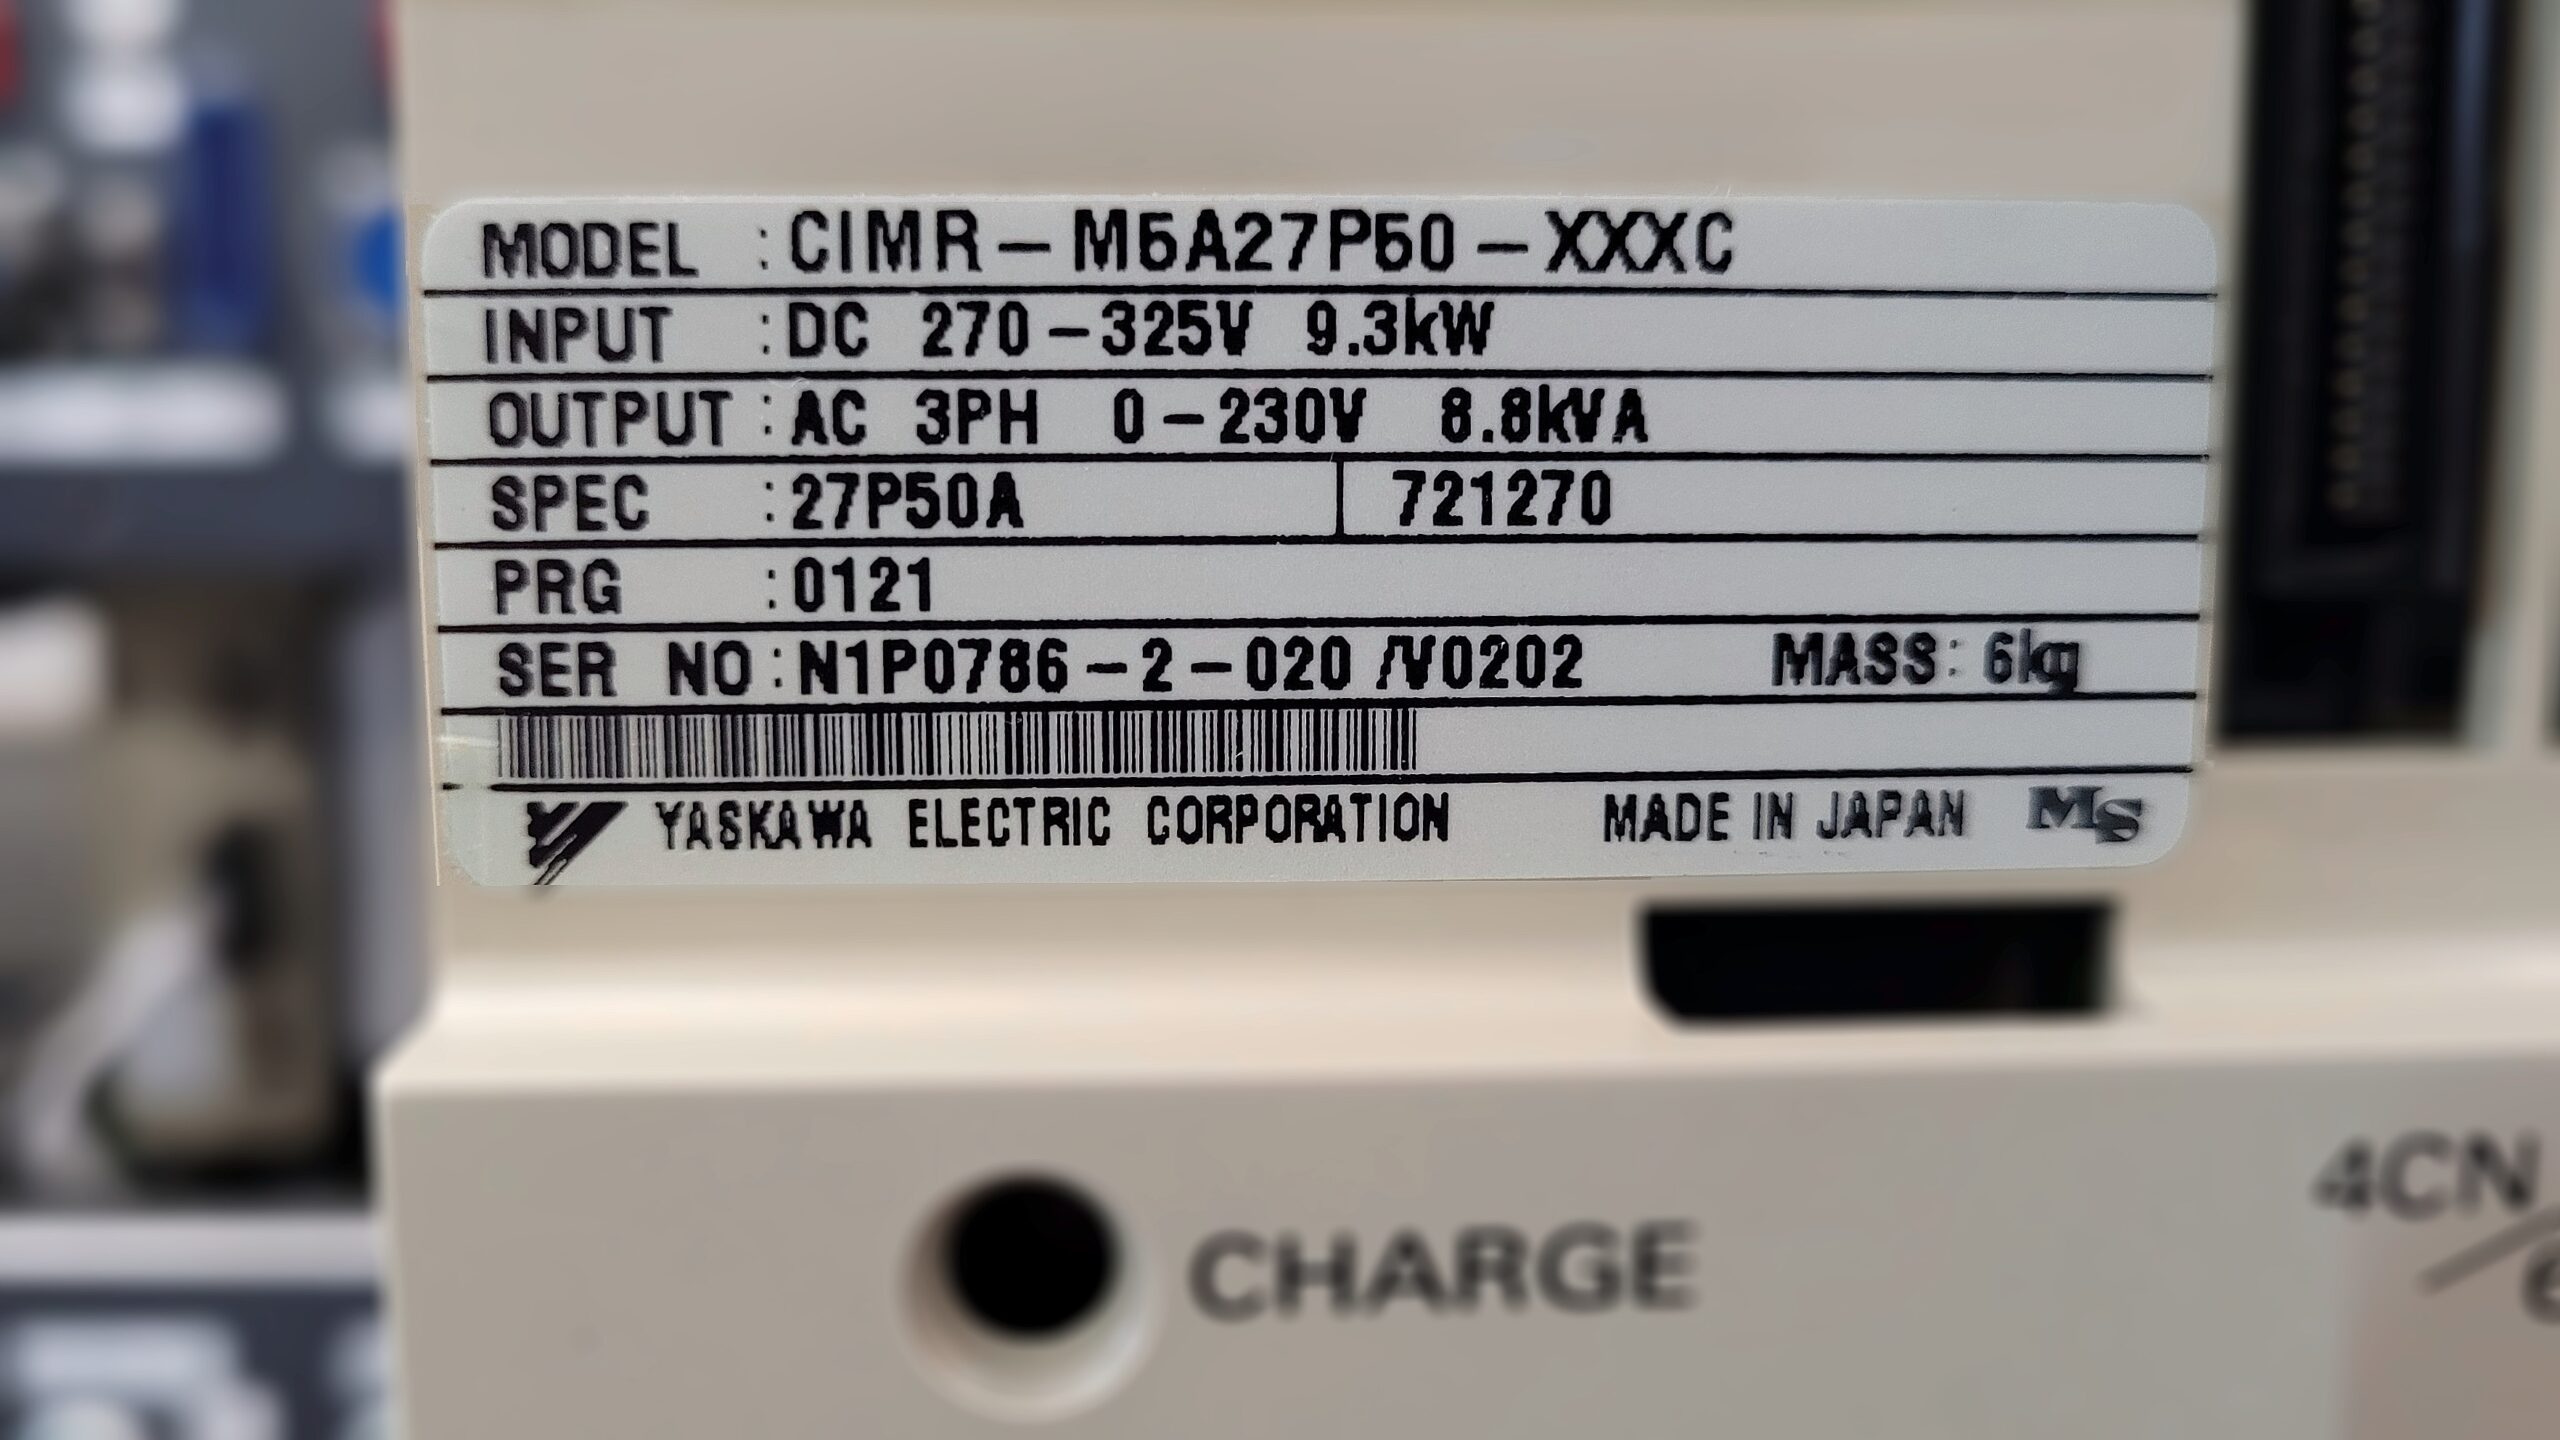 MODEL : CIMR-M5A27P50-XXXC
INPUT : DC 270-325V 9.3kW
OUTPUT : AC 3PH 0-230V 8.8kVA
SPEC : 27P50A 721270
PRG : 0121
SER NO : N1P0786-2-020 /V0202 MASS: 6kg
YASKAWA ELECTRIC CORPORATION MADE IN JAPAN MS
CHARGE
4CN